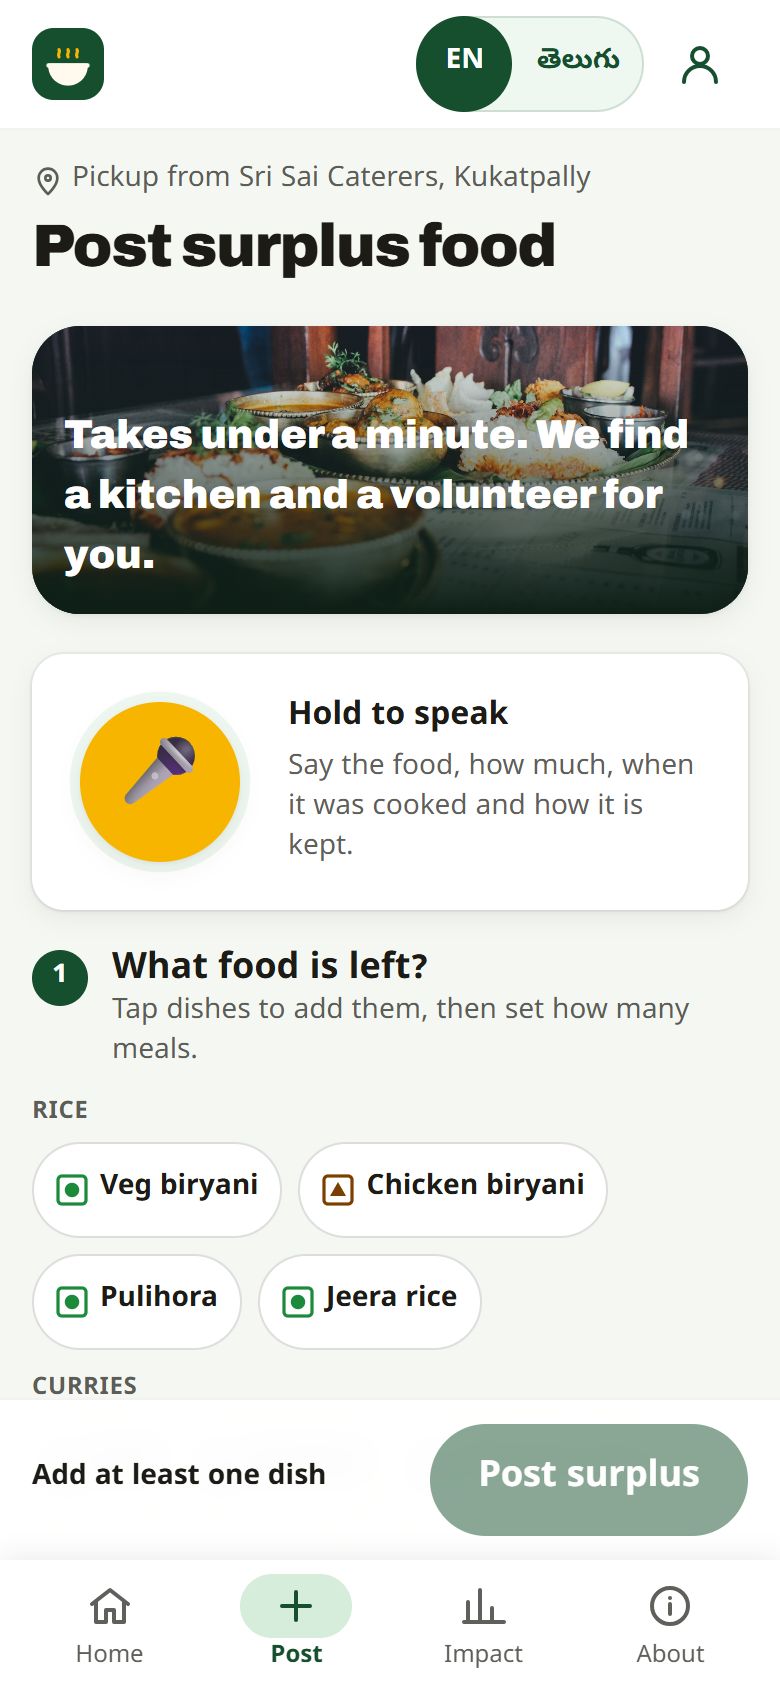 EN
తెలుగు
Pickup from Sri Sai Caterers, Kukatpally
Post surplus food
Takes under a minute. We find
a kitchen and a volunteer for
you.
Hold to speak
Say the food, how much, when
it was cooked and how it is
kept.
1
What food is left?
Tap dishes to add them, then set how many
meals.
RICE
Veg biryani
Chicken biryani
Pulihora
Jeera rice
CURRIES
Add at least one dish
Post surplus
Home
Post
Impact
About